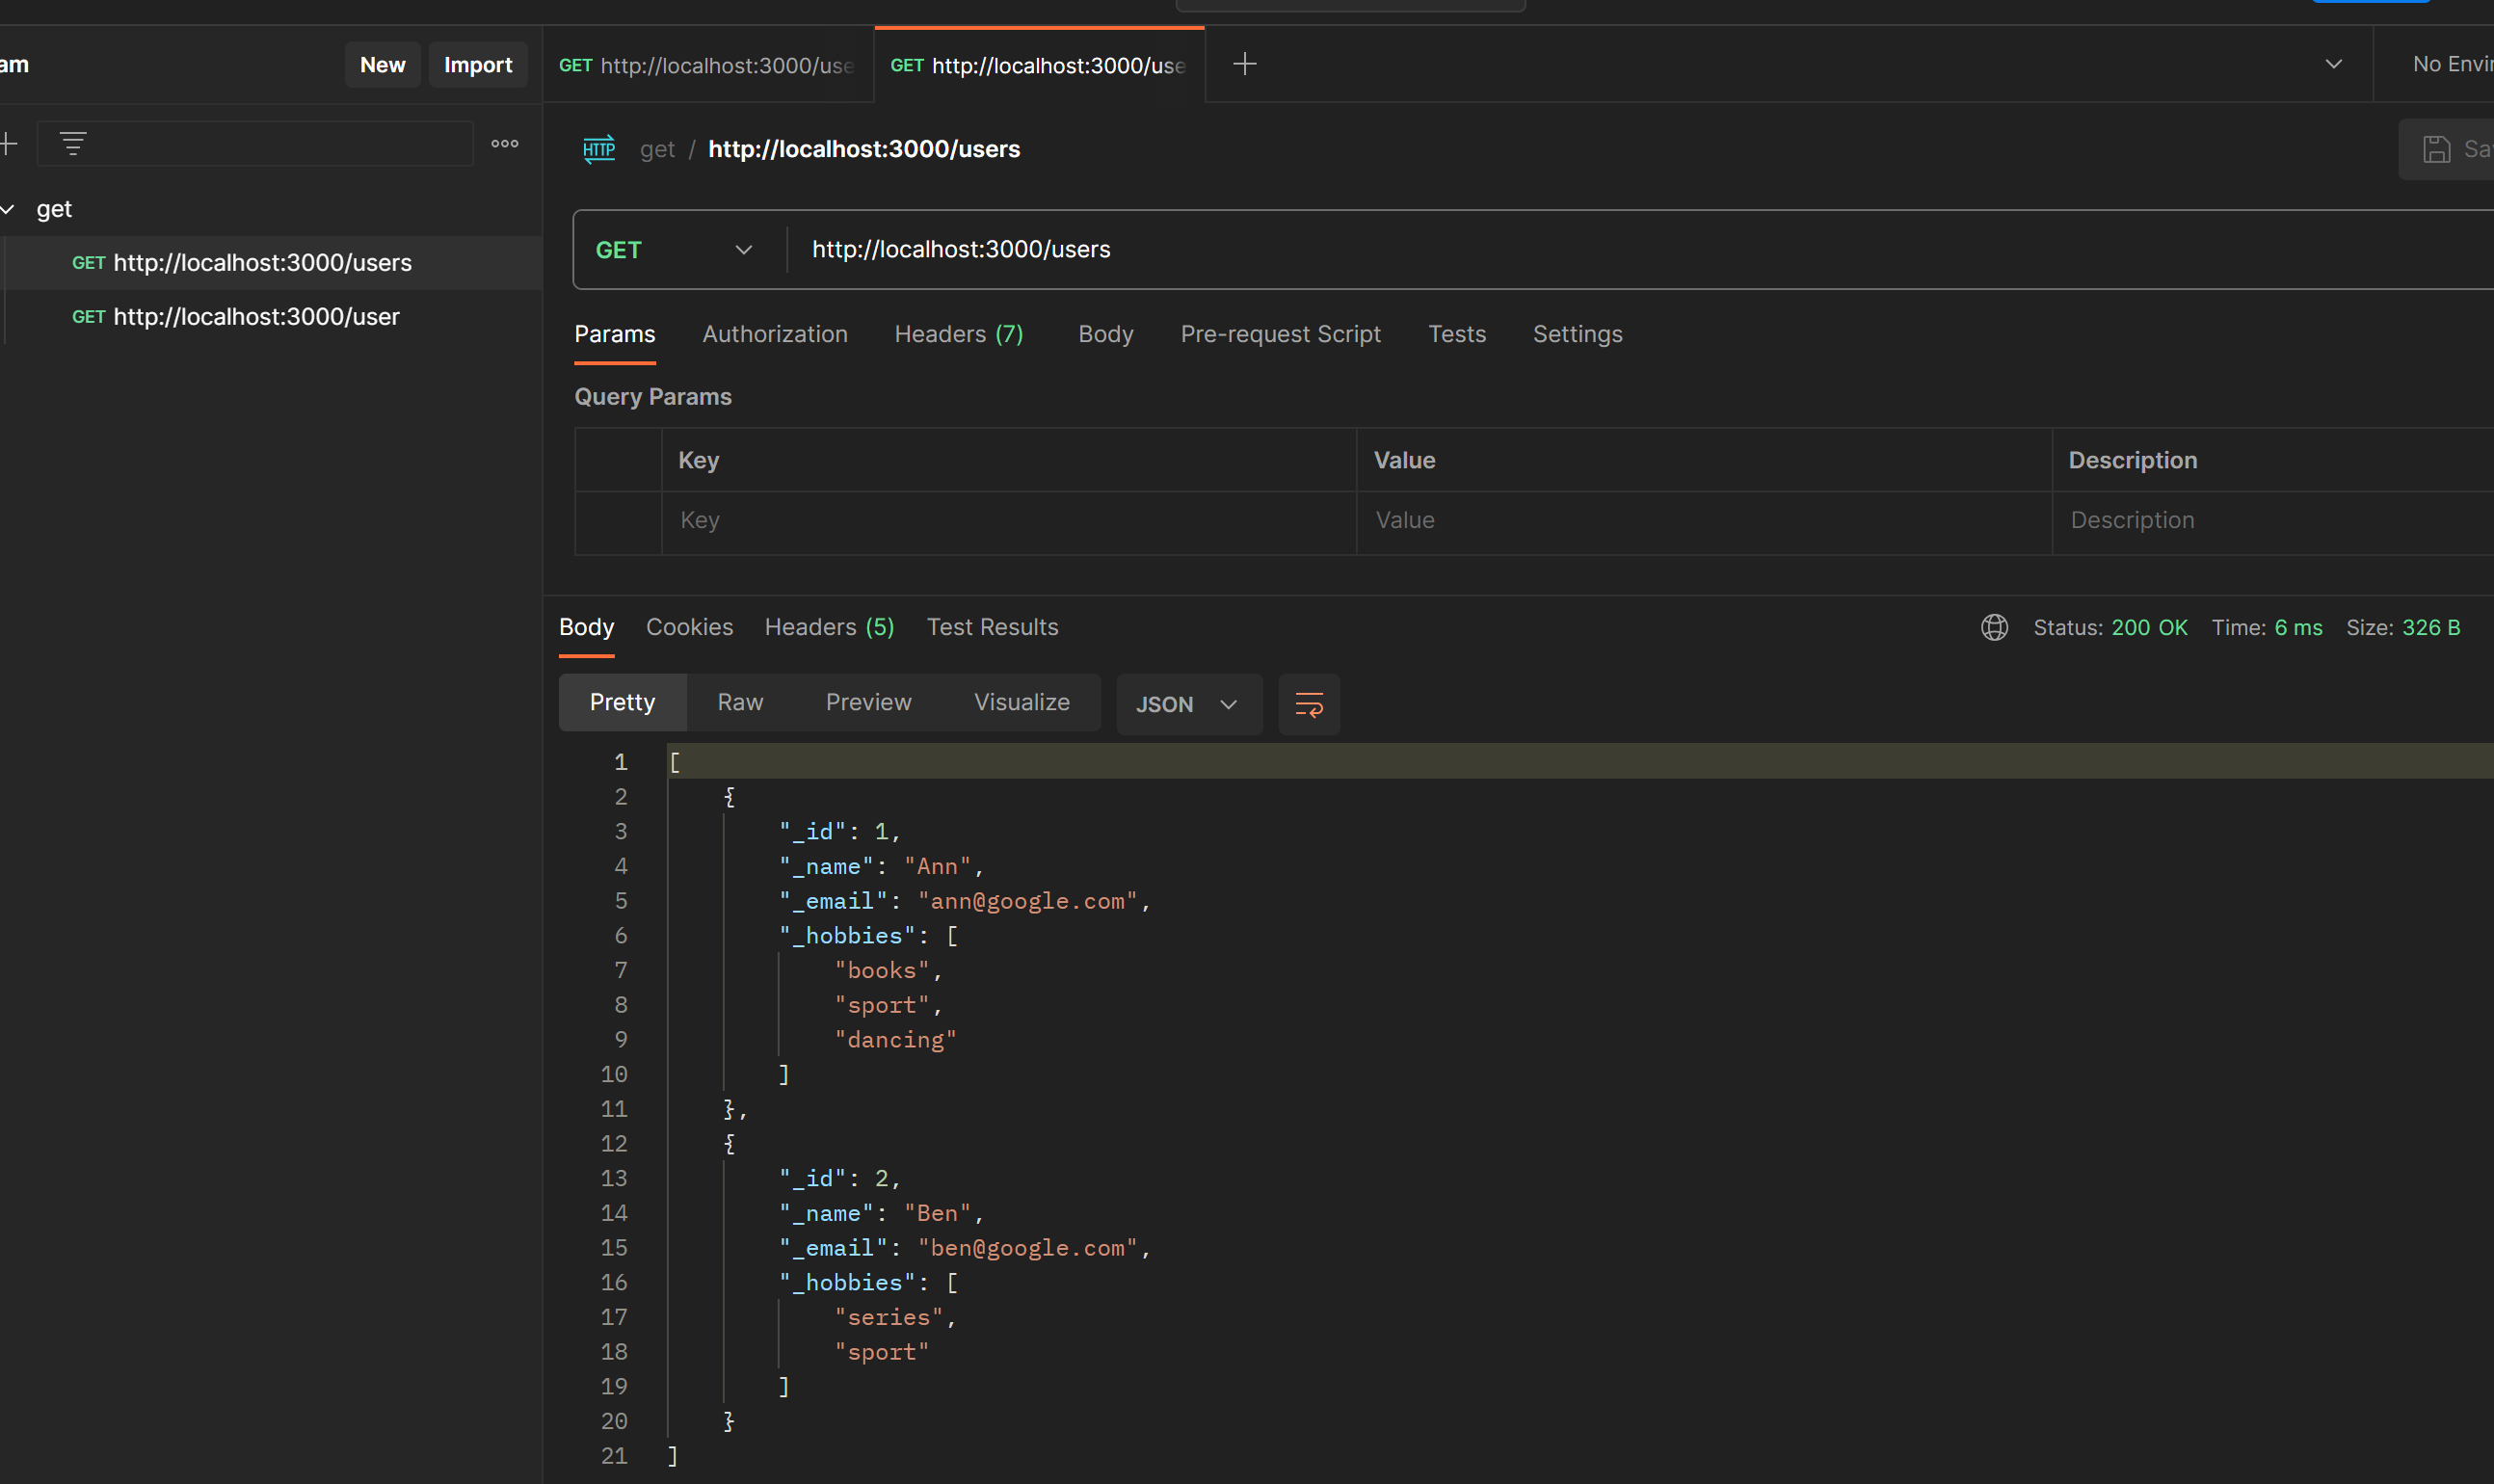 am
New
Import
GET http://localhost:3000/use
GET http://localhost:3000/use
No Envir
HTTP get / http://localhost:3000/users
Sav
get
GET http://localhost:3000/users
GET http://localhost:3000/user
GET http://localhost:3000/users
Params Authorization Headers (7) Body Pre-request Script Tests Settings
Query Params
Key Value Description
Key Value Description
Body Cookies Headers (5) Test Results
Status: 200 OK Time: 6 ms Size: 326 B
Pretty Raw Preview Visualize JSON
1 [
2 {
3 "_id": 1,
4 "_name": "Ann",
5 "_email": "ann@google.com",
6 "_hobbies": [
7 "books",
8 "sport",
9 "dancing"
10 ]
11 },
12 {
13 "_id": 2,
14 "_name": "Ben",
15 "_email": "ben@google.com",
16 "_hobbies": [
17 "series",
18 "sport"
19 ]
20 }
21 ]